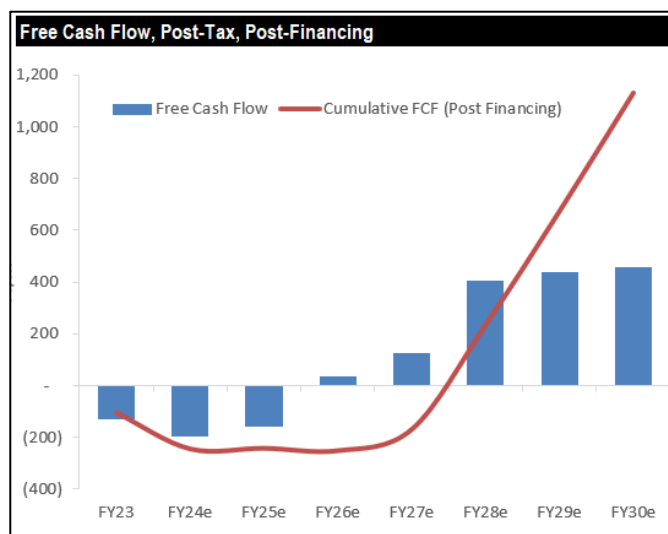 Free Cash Flow, Post-Tax, Post-Financing
1,200
Free Cash Flow
Cumulative FCF (Post Financing)
1,000
800
600
400
200
-
(200)
(400)
FY23
FY24e
FY25e
FY26e
FY27e
FY28e
FY29e
FY30e